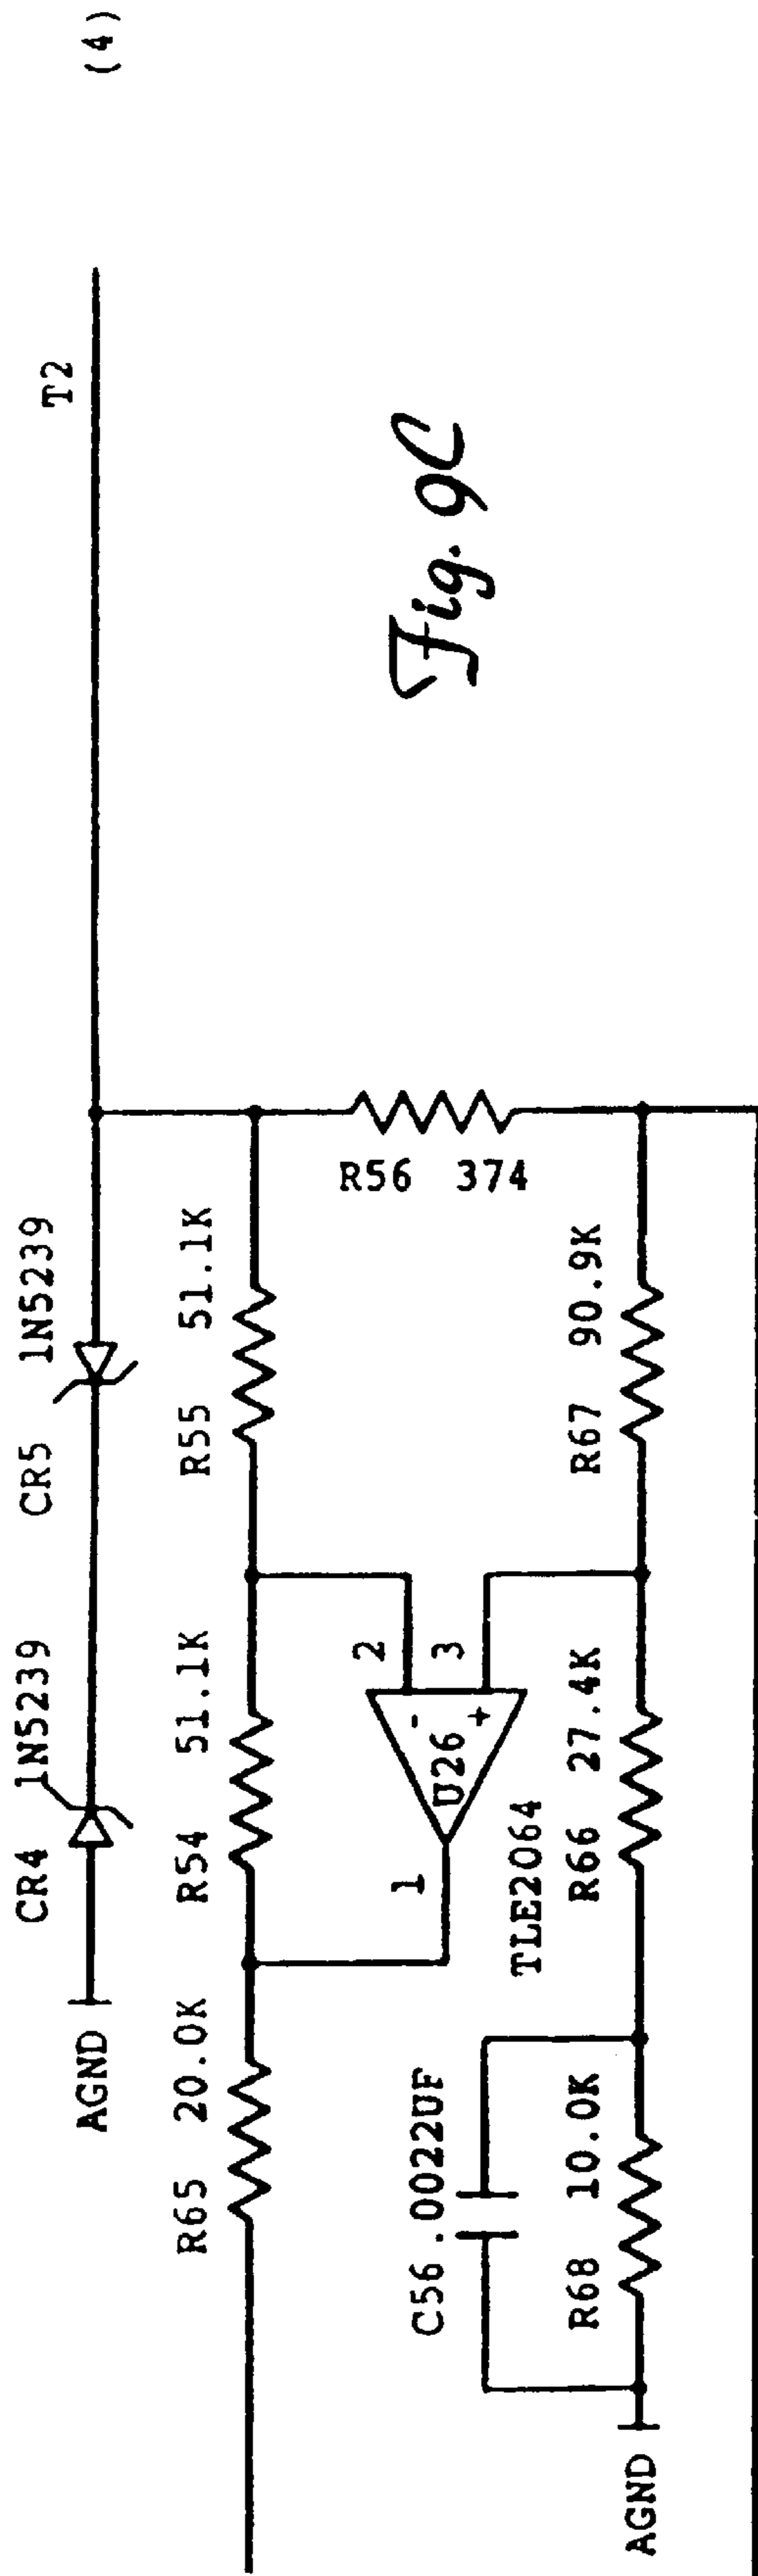 AGND
CR4 1N5239
CR5 1N5239
T2
(4)
R65 20.0K
R54 51.1K
R55 51.1K
1
U26
-
+
2
3
TLE2064
R56 374
Fig. 9C
C56 .0022UF
R68 10.0K
R66 27.4K
R67 90.9K
AGND